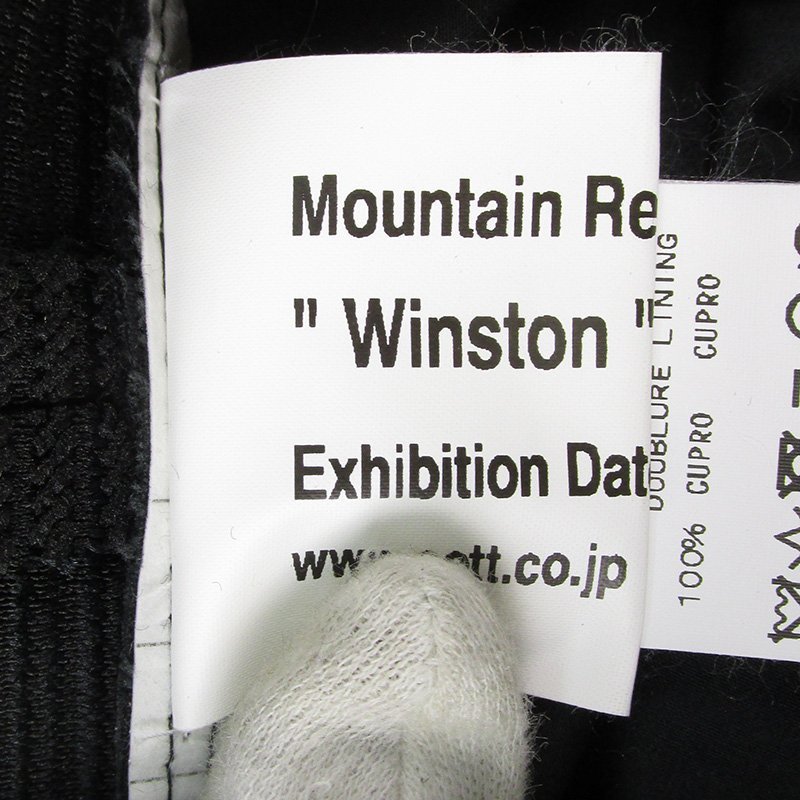 Mountain Re
" Winston "
Exhibition Dat
www. ott.co.jp
DOUBLURE LINING
100% CUPRO CUPRO